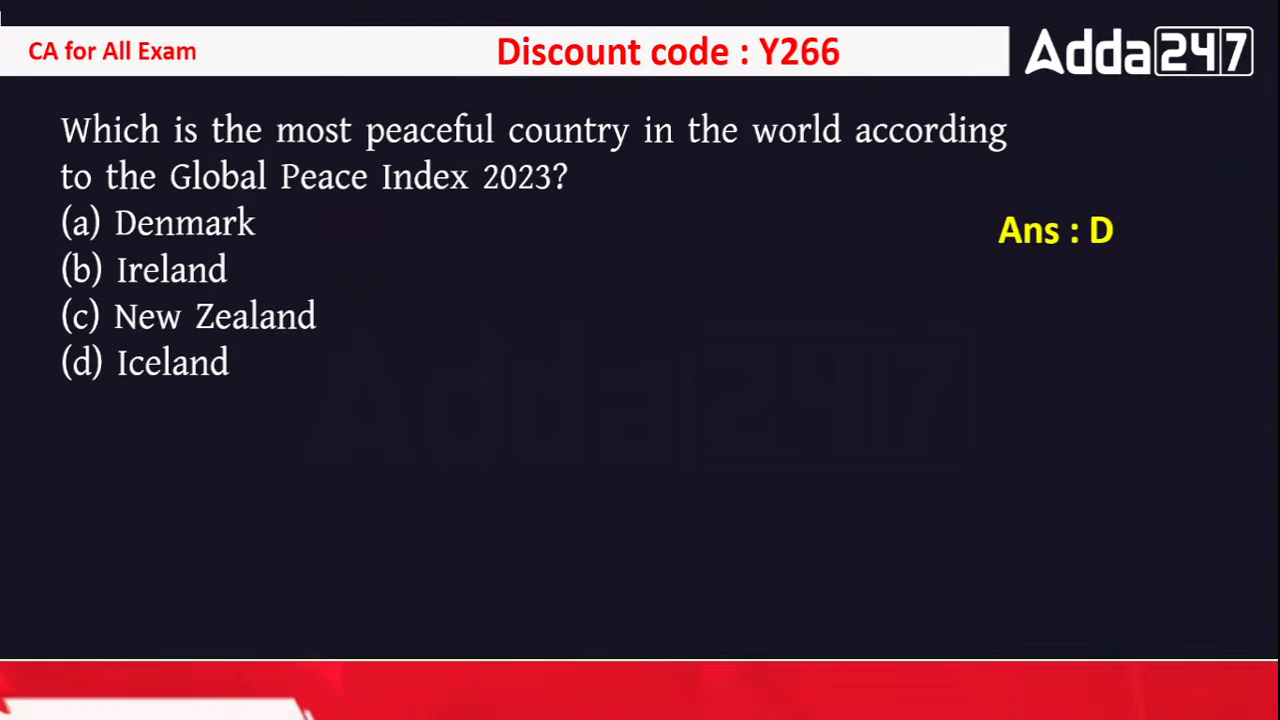 CA for All Exam
Discount code : Y266
Adda247
Which is the most peaceful country in the world according
to the Global Peace Index 2023?
(a) Denmark
Ans : D
(b) Ireland
(c) New Zealand
(d) Iceland
Adda247